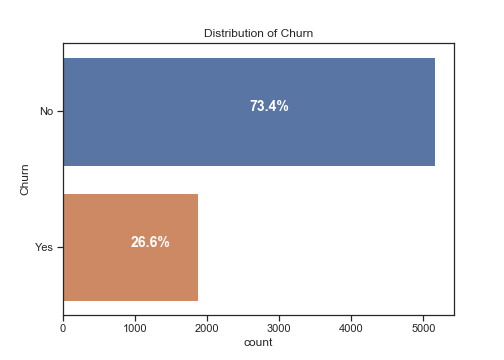 Distribution of Churn
No
73.4%
Churn
Yes
26.6%
0 1000 2000 3000 4000 5000
count